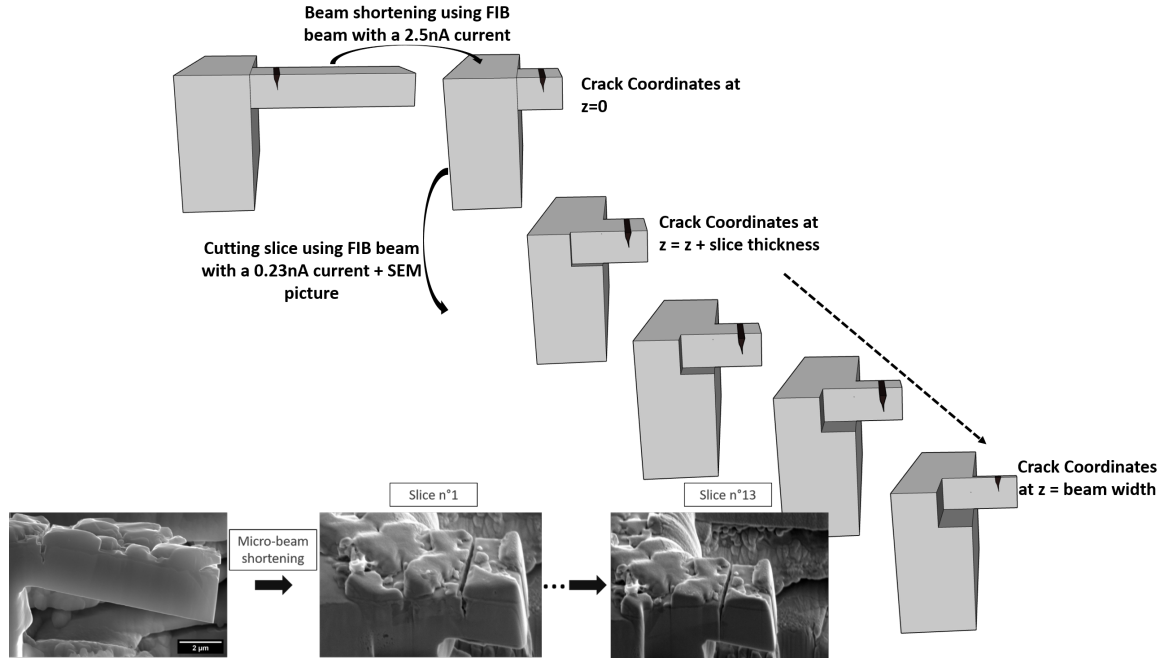 Beam shortening using FIB
beam with a 2.5nA current
Crack Coordinates at
z=0
Crack Coordinates at
z = z + slice thickness
Cutting slice using FIB beam
with a 0.23nA current + SEM
picture
Crack Coordinates
at z = beam width
Slice n°1
Slice n°13
Micro-beam
shortening
2 µm